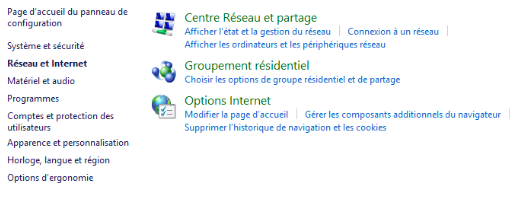 Page d'accueil du panneau de
configuration
Système et sécurité
Réseau et Internet
Matériel et audio
Programmes
Comptes et protection des
utilisateurs
Apparence et personnalisation
Horloge, langue et région
Options d'ergonomie
Centre Réseau et partage
Afficher l'état et la gestion du réseau | Connexion à un réseau |
Afficher les ordinateurs et les périphériques réseau
Groupement résidentiel
Choisir les options de groupe résidentiel et de partage
Options Internet
Modifier la page d'accueil | Gérer les composants additionnels du navigateur |
Supprimer l'historique de navigation et les cookies